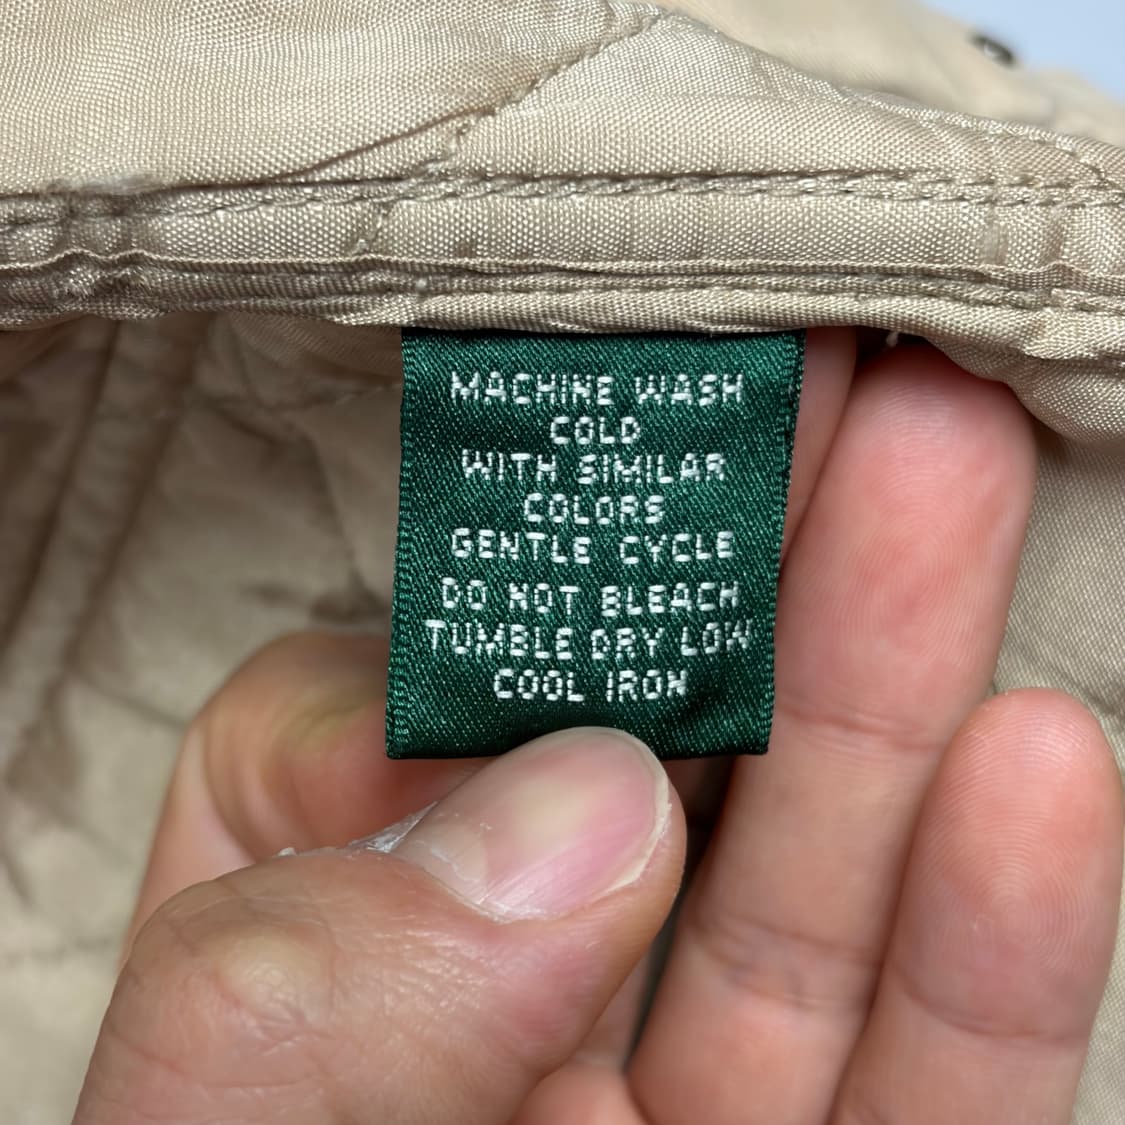 MACHINE WASH
COLD
WITH SIMILAR
COLORS
GENTLE CYCLE
DO NOT BLEACH
TUMBLE DRY LOW
COOL IRON